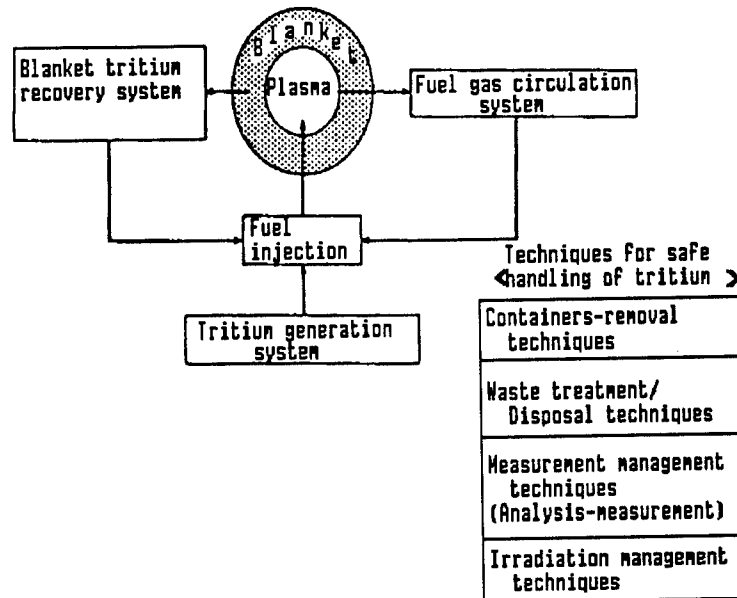 Blanket
Blanket tritium
recovery system
Plasma
Fuel gas circulation
system
Fuel
injection
Tritium generation
system
Techniques for safe
<handling of tritium >
Containers-removal
techniques
Waste treatment/
Disposal techniques
Measurement management
techniques
(Analysis-measurement)
Irradiation management
techniques